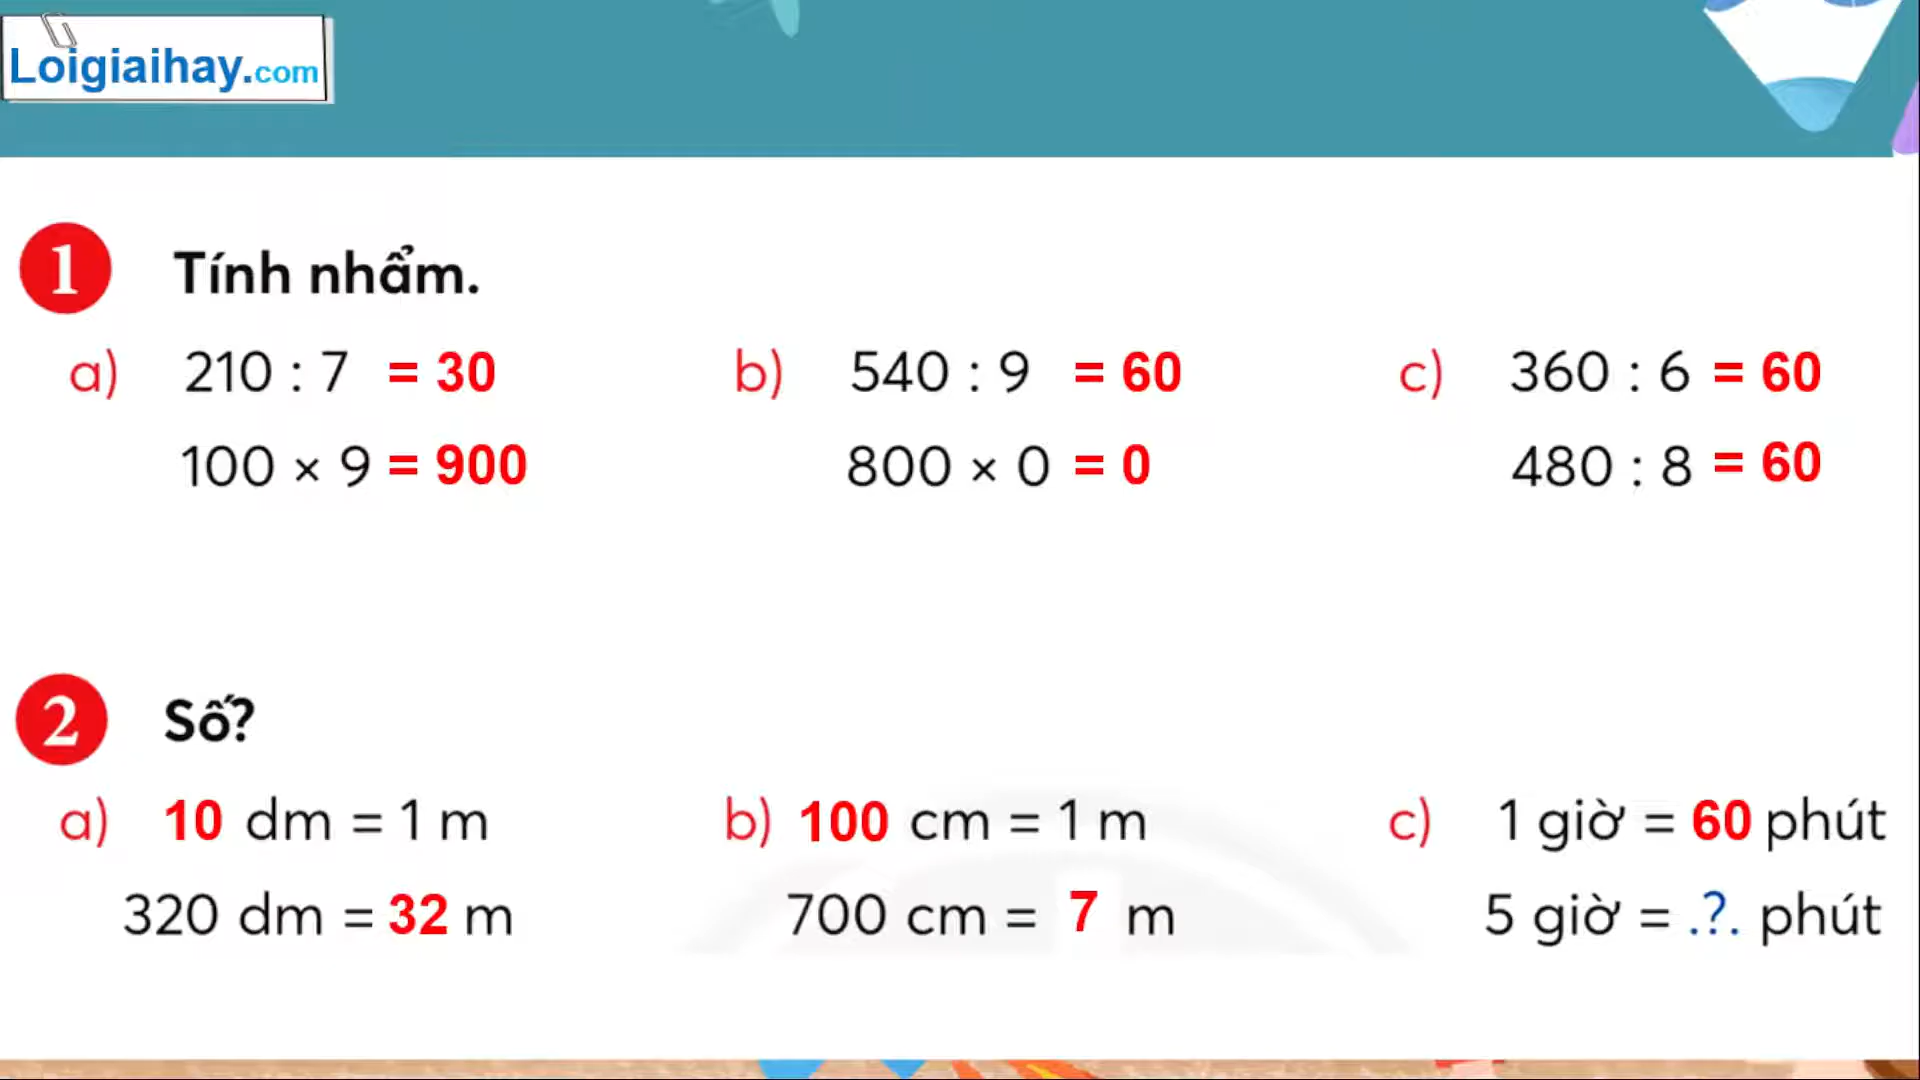 Loigiaihay.com
1 Tính nhẩm.
a) 210 : 7 = 30 b) 540 : 9 = 60 c) 360 : 6 = 60
100 × 9 = 900 800 × 0 = 0 480 : 8 = 60
2 Số?
a) 10 dm = 1 m b) 100 cm = 1 m c) 1 giờ = 60 phút
320 dm = 32 m 700 cm = 7 m 5 giờ = .?. phút